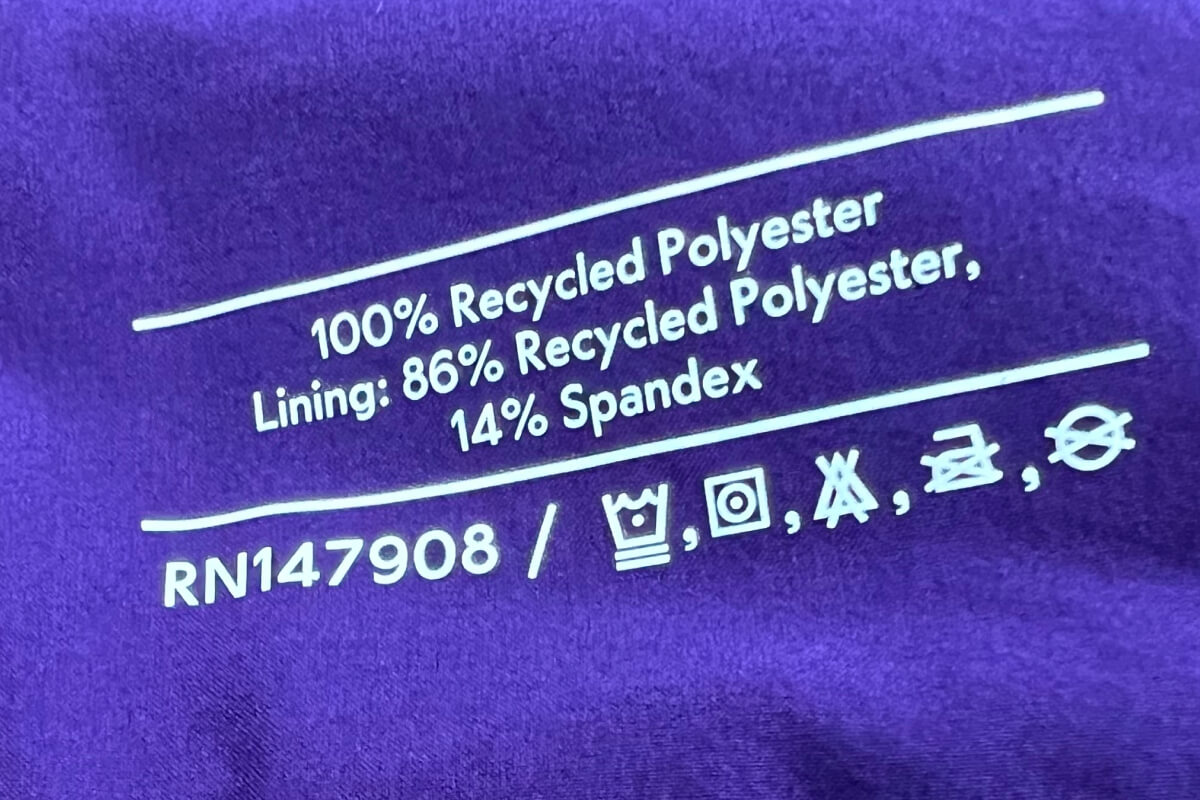 100% Recycled Polyester
Lining: 86% Recycled Polyester,
14% Spandex
RN147908 / , , , ,